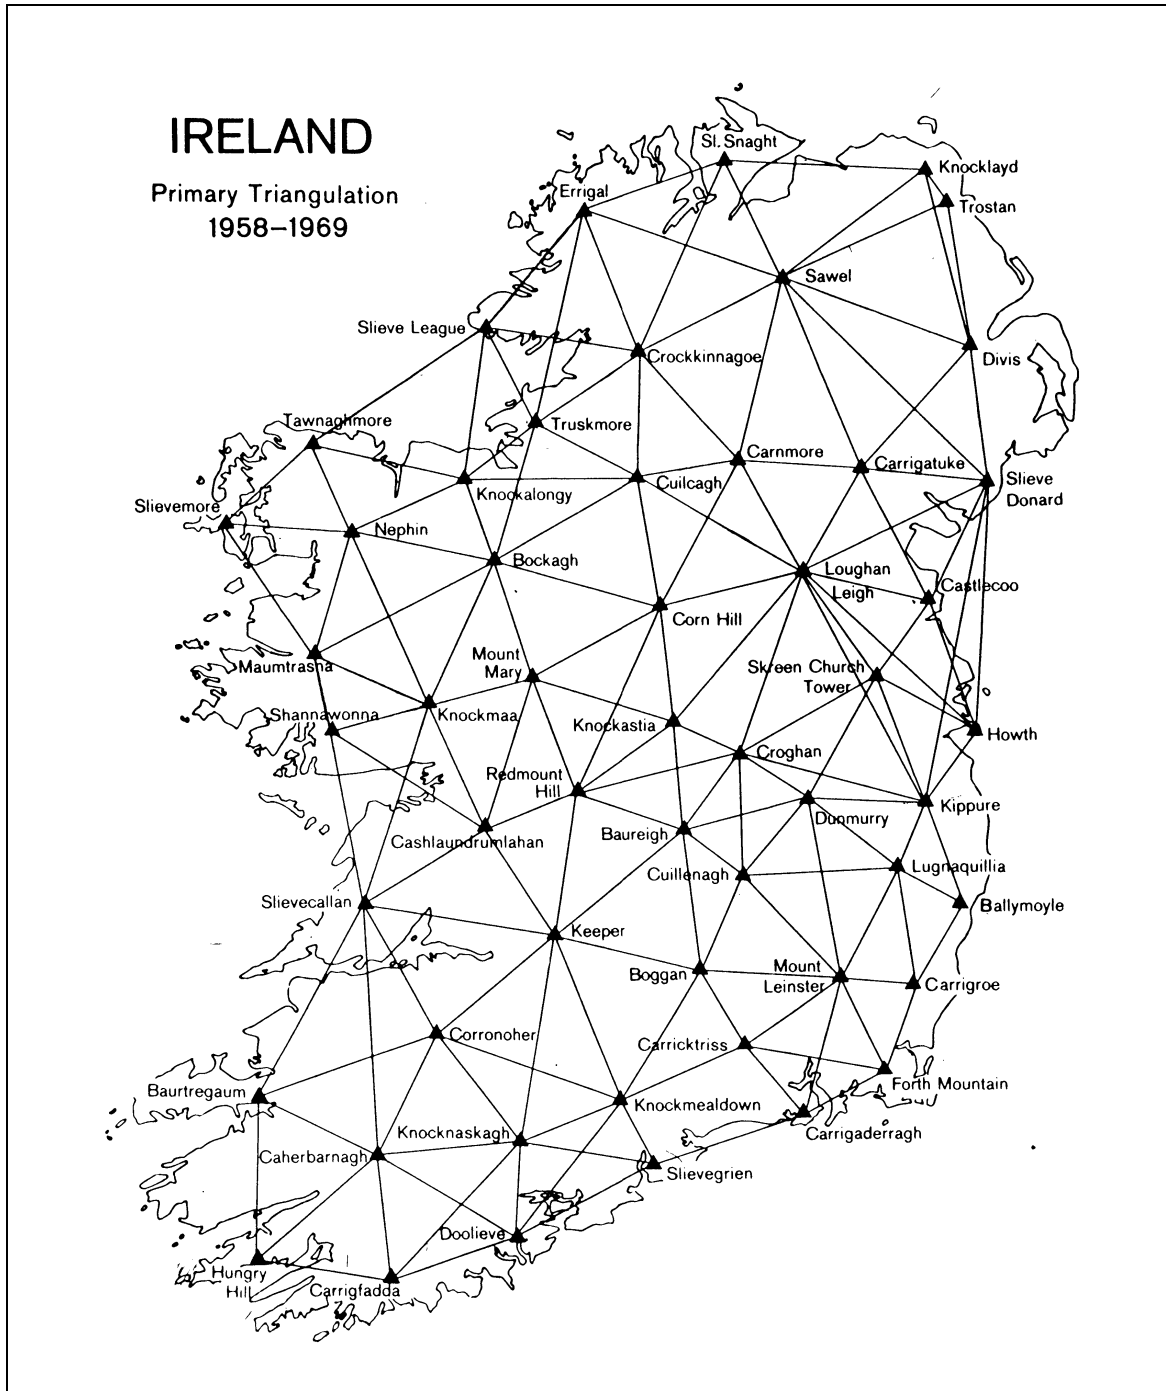 IRELAND
Primary Triangulation
1958–1969
Sl. Snaght
Knocklayd
Errigal
Trostan
Sawel
Slieve League
Crockkinnagoe
Divis
Tawnaghmore
Truskmore
Carnmore
Carrigatuke
Cuilcagh
Slieve
Donard
Knockalongy
Slievemore
Nephin
Bockagh
Loughan
Leigh
Castlecoo
Corn Hill
Mount
Mary
Maumtrasna
Skreen Church
Tower
Shannawonna
Knockmaa
Knockastia
Howth
Croghan
Redmount
Hill
Kippure
Dunmurry
Baureigh
Cashlaundrumlahan
Cuillenagh
Lugnaquillia
Slievecallan
Ballymoyle
Keeper
Boggan
Mount
Leinster
Carrigroe
Corronoher
Carricktriss
Forth Mountain
Baurtregaum
Knockmealdown
Knocknaskagh
Carrigaderragh
Caherbarnagh
Slievegrien
Doolieve
Hungry
Hill
Carrigfadda